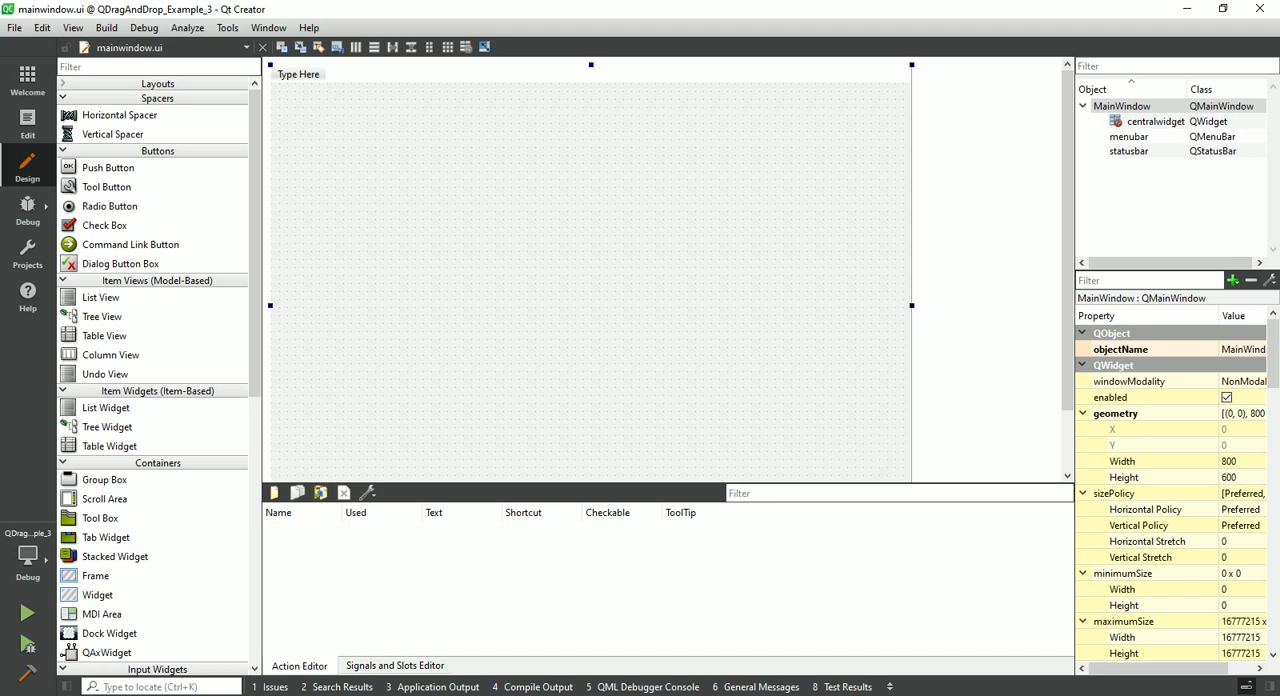 mainwindow.ui @ QDragAndDrop_Example_3 - Qt Creator
File Edit View Build Debug Analyze Tools Window Help
mainwindow.ui
Welcome
Edit
Design
Debug
Projects
Help
QDrag...ple_3
Debug
Filter
Layouts
Spacers
Horizontal Spacer
Vertical Spacer
Buttons
Push Button
Tool Button
Radio Button
Check Box
Command Link Button
Dialog Button Box
Item Views (Model-Based)
List View
Tree View
Table View
Column View
Undo View
Item Widgets (Item-Based)
List Widget
Tree Widget
Table Widget
Containers
Group Box
Scroll Area
Tool Box
Tab Widget
Stacked Widget
Frame
Widget
MDI Area
Dock Widget
QAxWidget
Input Widgets
Type Here
Filter
Name Used Text Shortcut Checkable ToolTip
Action Editor Signals and Slots Editor
Filter
Object Class
MainWindow QMainWindow
centralwidget QWidget
menubar QMenuBar
statusbar QStatusBar
Filter
MainWindow : QMainWindow
Property Value
QObject
objectName MainWind
QWidget
windowModality NonModal
enabled
geometry [(0, 0), 800
X 0
Y 0
Width 800
Height 600
sizePolicy [Preferred,
Horizontal Policy Preferred
Vertical Policy Preferred
Horizontal Stretch 0
Vertical Stretch 0
minimumSize 0 x 0
Width 0
Height 0
maximumSize 16777215 x
Width 16777215
Height 16777215
Type to locate (Ctrl+K) 1 Issues 2 Search Results 3 Application Output 4 Compile Output 5 QML Debugger Console 6 General Messages 8 Test Results